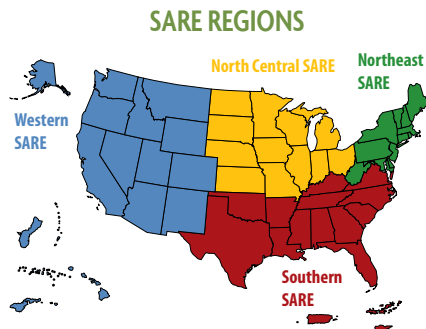 SARE REGIONS
North Central SARE
Northeast
SARE
Western
SARE
Southern
SARE